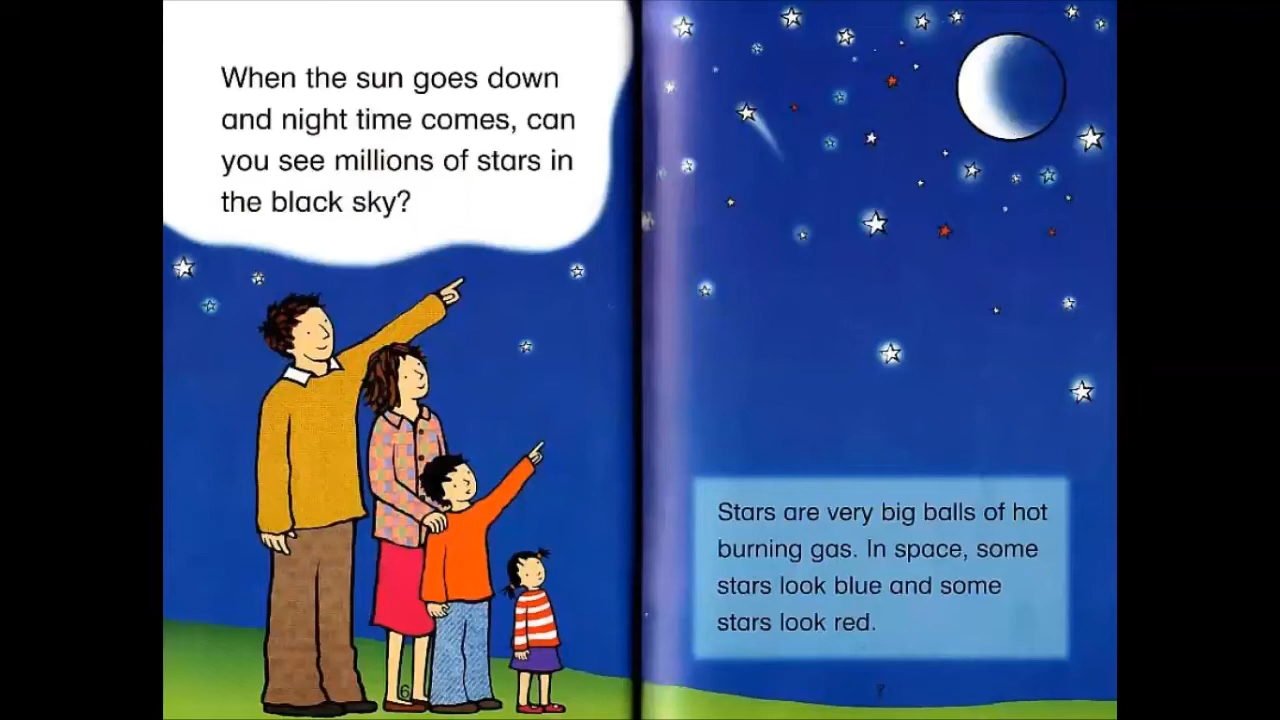 When the sun goes down
and night time comes, can
you see millions of stars in
the black sky?
6
Stars are very big balls of hot
burning gas. In space, some
stars look blue and some
stars look red.
7